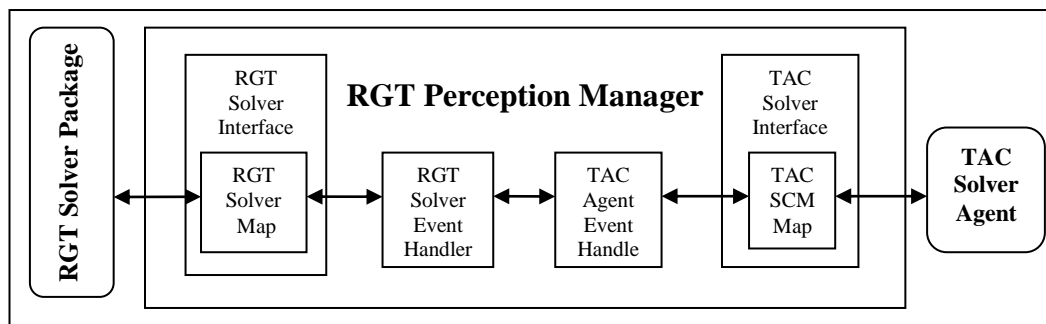 RGT Solver Package
RGT
Solver
Interface
RGT
Solver
Map
RGT Perception Manager
RGT
Solver
Event
Handler
TAC
Agent
Event
Handle
TAC
Solver
Interface
TAC
SCM
Map
TAC
Solver
Agent